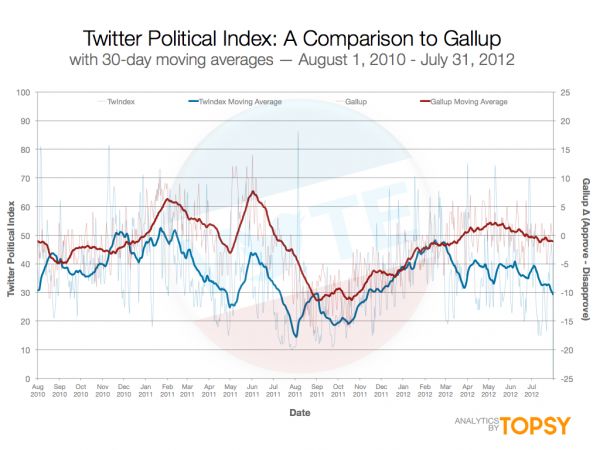 Twitter Political Index: A Comparison to Gallup
with 30-day moving averages — August 1, 2010 - July 31, 2012
TwIndex TwIndex Moving Average Gallup Gallup Moving Average
100
90
80
70
60
50
40
30
20
10
0
Twitter Political Index
VOTE
25
20
15
10
5
0
-5
-10
-15
-20
-25
Gallup Δ (Approve - Disapprove)
Aug Sep Oct Nov Dec Jan Feb Mar Apr May Jun Jul Aug Sep Oct Nov Dec Jan Feb Mar Apr May Jun Jul
2010 2010 2010 2010 2010 2011 2011 2011 2011 2011 2011 2011 2011 2011 2011 2011 2011 2012 2012 2012 2012 2012 2012 2012
Date
ANALYTICS
BY TOPSY